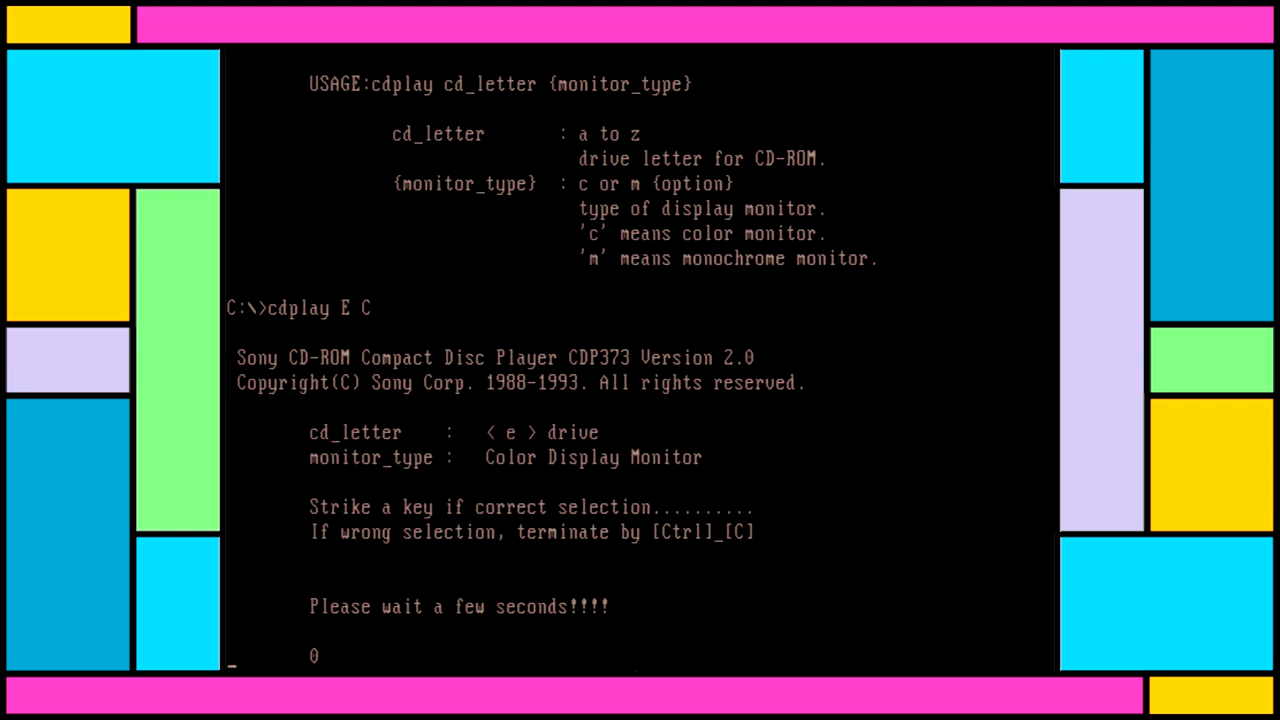 USAGE:cdplay cd_letter {monitor_type}
cd_letter : a to z
drive letter for CD-ROM.
{monitor_type} : c or m {option}
type of display monitor.
'c' means color monitor.
'm' means monochrome monitor.
C:\>cdplay E C
Sony CD-ROM Compact Disc Player CDP373 Version 2.0
Copyright(C) Sony Corp. 1988-1993. All rights reserved.
cd_letter : < e > drive
monitor_type : Color Display Monitor
Strike a key if correct selection..........
If wrong selection, terminate by [Ctrl]_[C]
Please wait a few seconds!!!!
0
_